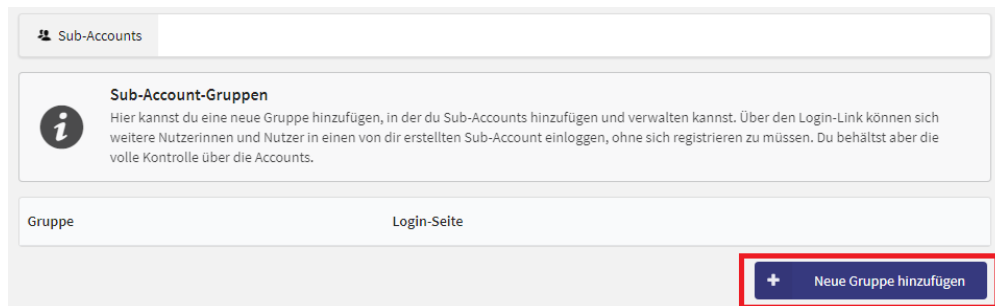 Sub-Accounts
Sub-Account-Gruppen
Hier kannst du eine neue Gruppe hinzufügen, in der du Sub-Accounts hinzufügen und verwalten kannst. Über den Login-Link können sich
weitere Nutzerinnen und Nutzer in einen von dir erstellten Sub-Account einloggen, ohne sich registrieren zu müssen. Du behältst aber die
volle Kontrolle über die Accounts.
Gruppe Login-Seite
Neue Gruppe hinzufügen